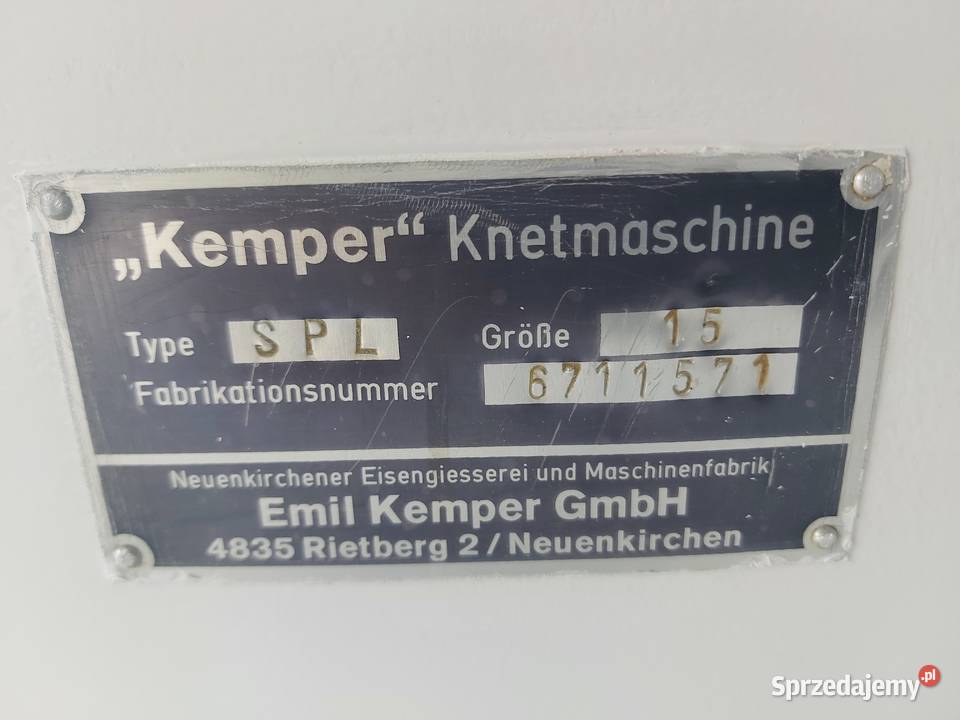 „Kemper“ Knetmaschine
Type SPL Größe 15
Fabrikationsnummer 6711571
Neuenkirchener Eisengiesserei und Maschinenfabrik
Emil Kemper GmbH
4835 Rietberg 2/Neuenkirchen
Sprzedajemy.pl